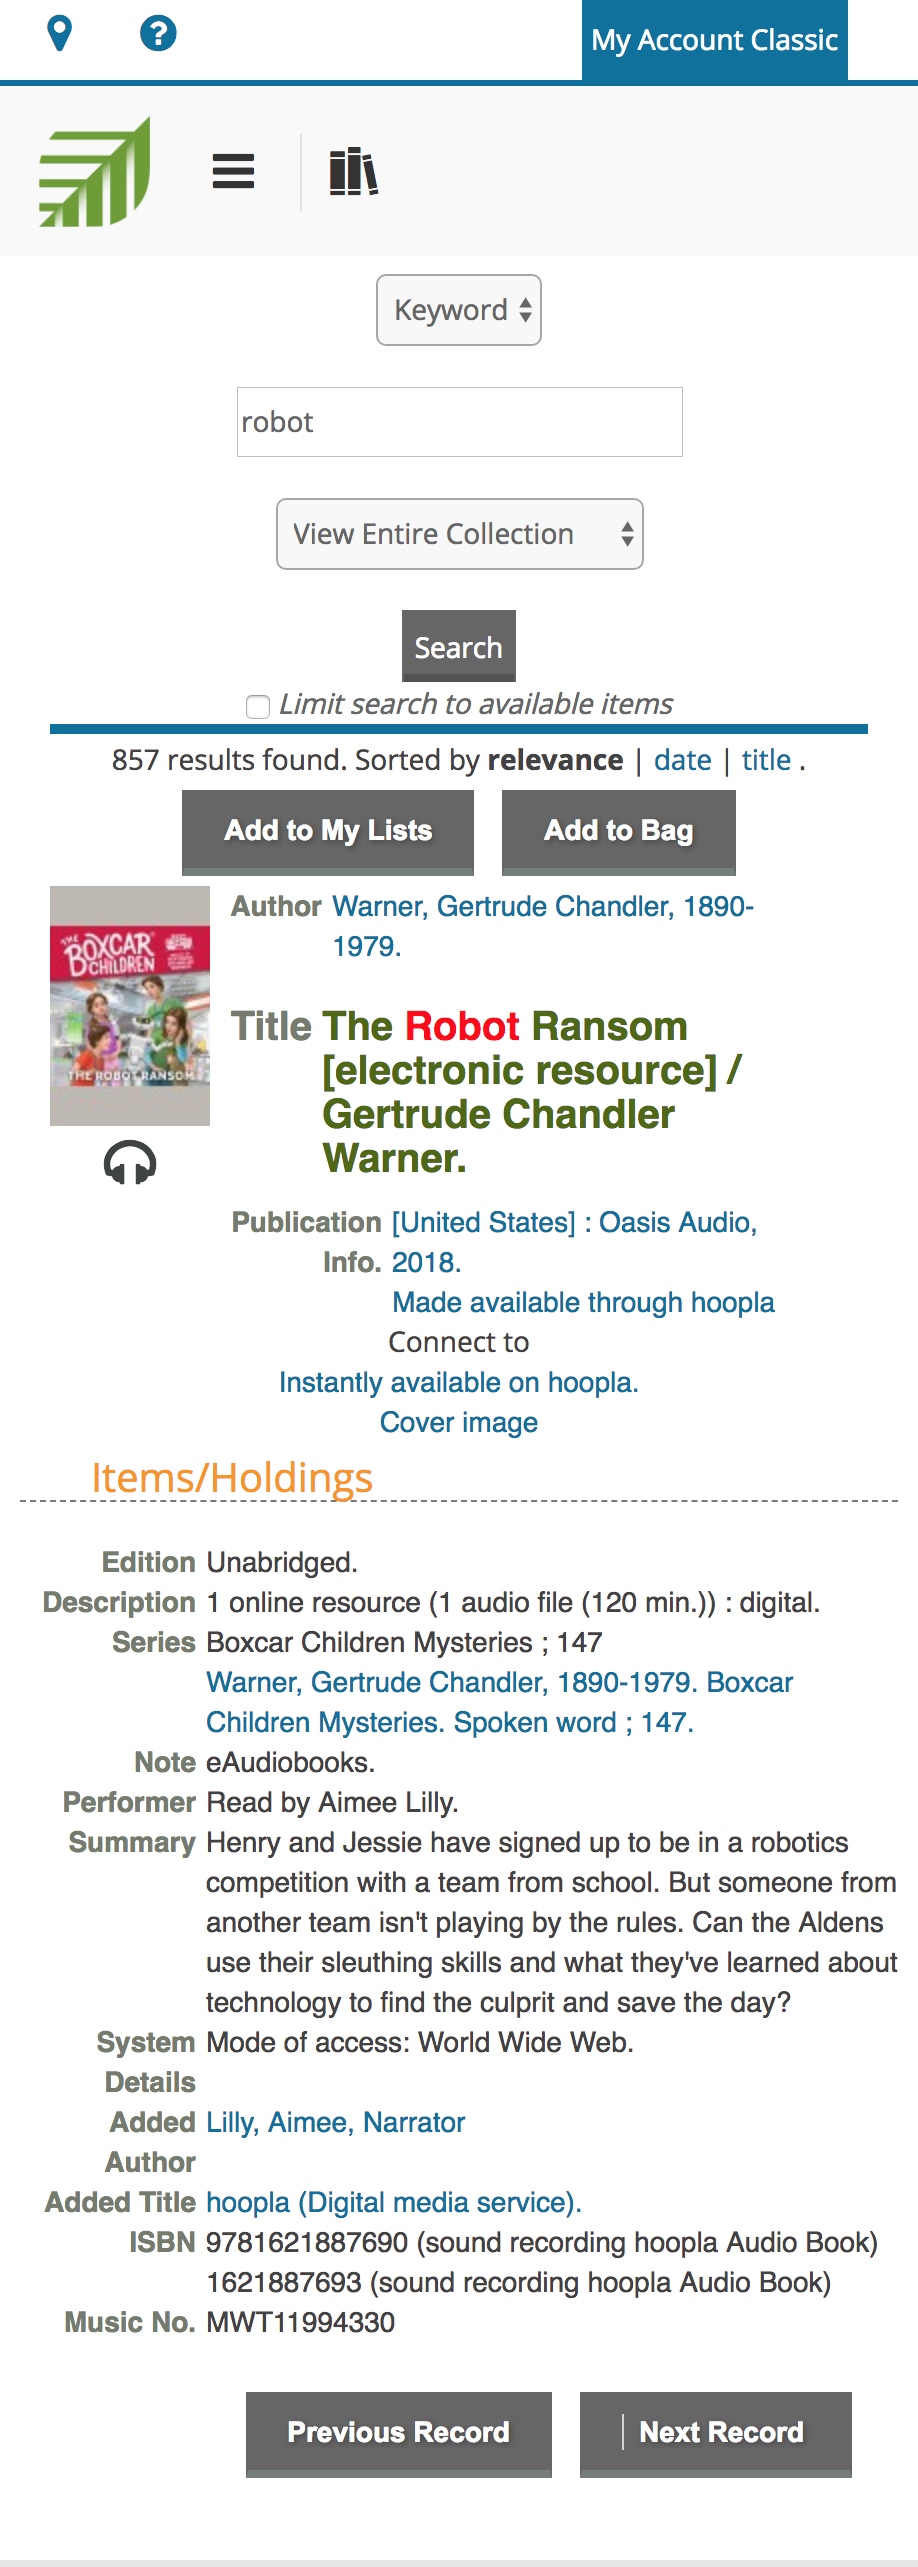 My Account Classic
Keyword
robot
View Entire Collection
Search
Limit search to available items
857 results found. Sorted by relevance | date | title .
Add to My Lists
Add to Bag
THE
BOXCAR
CHILDREN
THE ROBOT RANSOM
Author Warner, Gertrude Chandler, 1890-
1979.
Title The Robot Ransom
[electronic resource] /
Gertrude Chandler
Warner.
Publication [United States] : Oasis Audio,
Info. 2018.
Made available through hoopla
Connect to
Instantly available on hoopla.
Cover image
Items/Holdings
Edition Unabridged.
Description 1 online resource (1 audio file (120 min.)) : digital.
Series Boxcar Children Mysteries ; 147
Warner, Gertrude Chandler, 1890-1979. Boxcar
Children Mysteries. Spoken word ; 147.
Note eAudiobooks.
Performer Read by Aimee Lilly.
Summary Henry and Jessie have signed up to be in a robotics
competition with a team from school. But someone from
another team isn't playing by the rules. Can the Aldens
use their sleuthing skills and what they've learned about
technology to find the culprit and save the day?
System Mode of access: World Wide Web.
Details
Added Lilly, Aimee, Narrator
Author
Added Title hoopla (Digital media service).
ISBN 9781621887690 (sound recording hoopla Audio Book)
1621887693 (sound recording hoopla Audio Book)
Music No. MWT11994330
Previous Record
Next Record